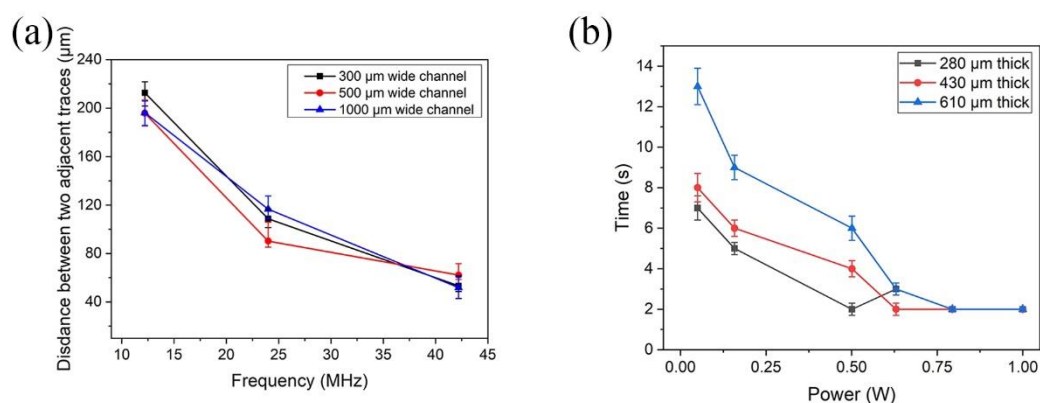 (a)
Disdance between two adjacent traces (µm)
240
200
160
120
80
40
300 µm wide channel
500 µm wide channel
1000 µm wide channel
10 15 20 25 30 35 40 45
Frequency (MHz)
(b)
Time (s)
14
12
10
8
6
4
2
0
280 µm thick
430 µm thick
610 µm thick
0.00 0.25 0.50 0.75 1.00
Power (W)